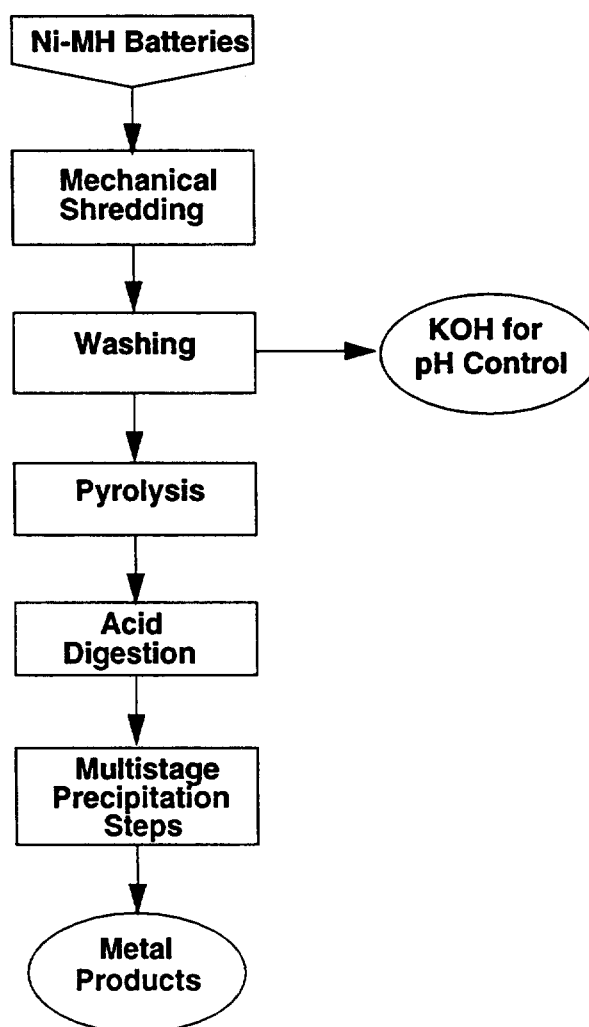 Ni-MH Batteries
Mechanical
Shredding
Washing
KOH for
pH Control
Pyrolysis
Acid
Digestion
Multistage
Precipitation
Steps
Metal
Products